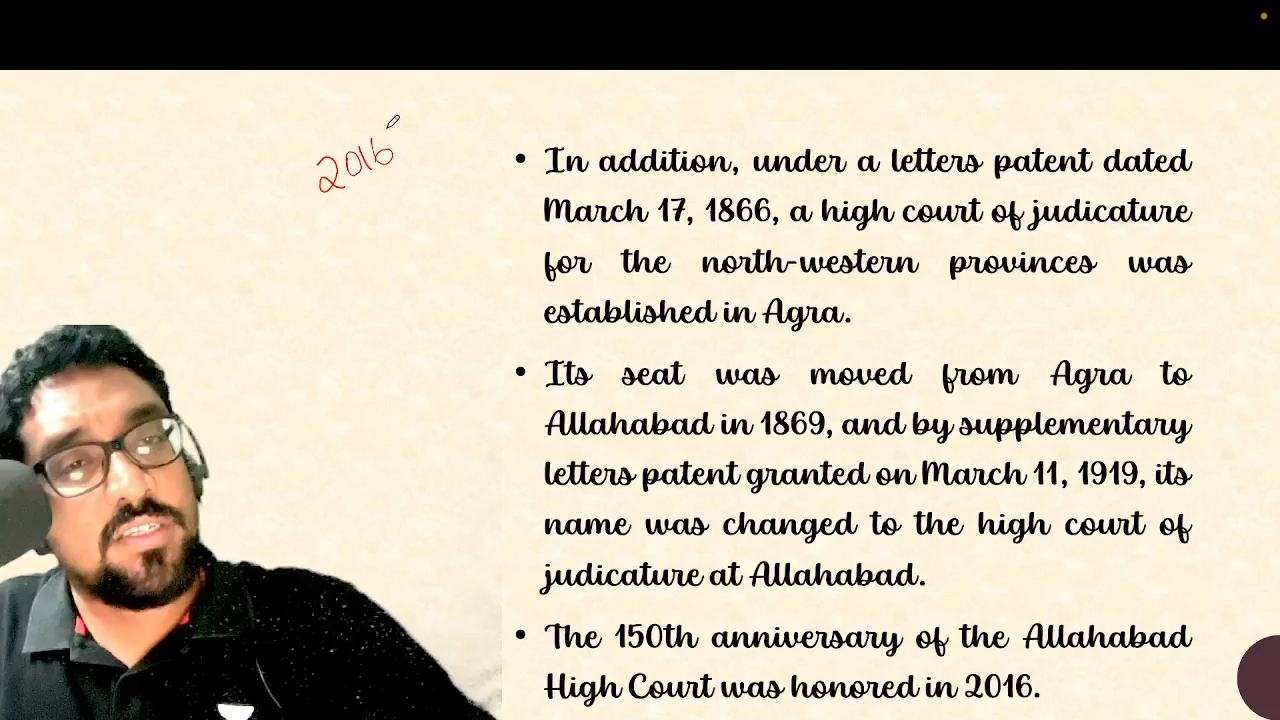 2016
• In addition, under a letters patent dated
March 17, 1866, a high court of judicature
for the north-western provinces was
established in Agra.
• Its seat was moved from Agra to
Allahabad in 1869, and by supplementary
letters patent granted on March 11, 1919, its
name was changed to the high court of
judicature at Allahabad.
• The 150th anniversary of the Allahabad
High Court was honored in 2016.